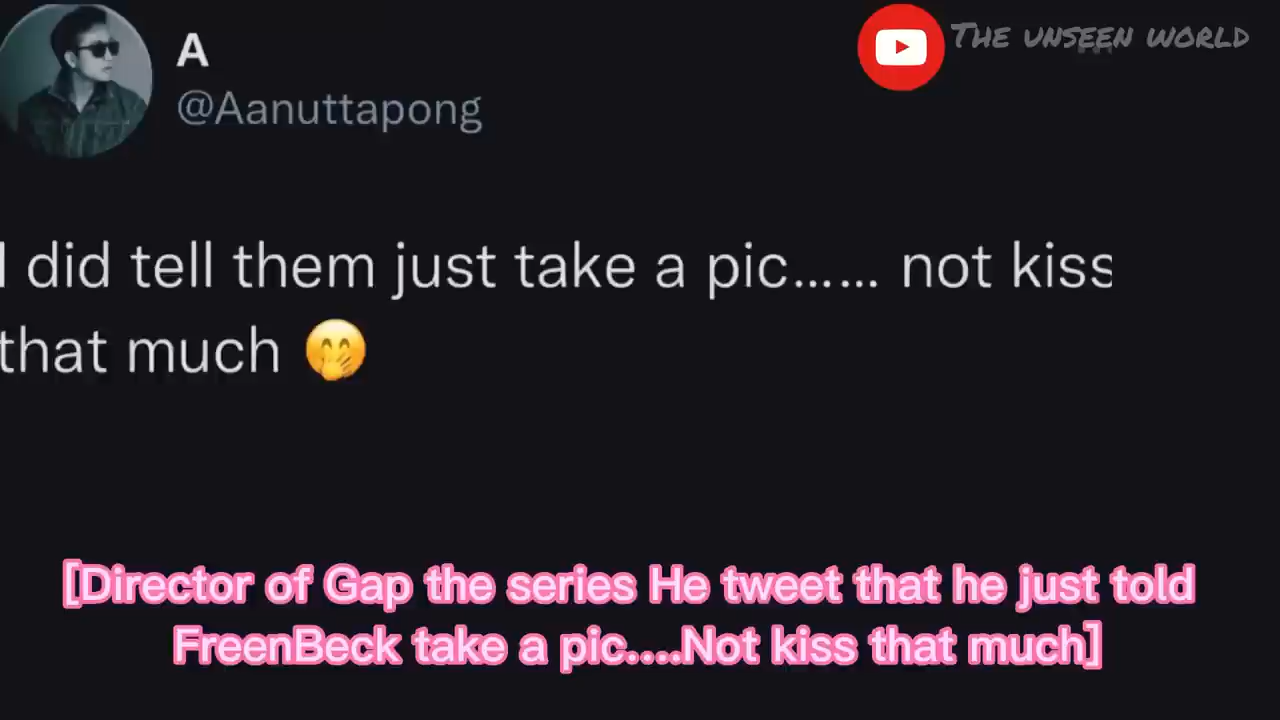 A
THE UNSEEN WORLD
@Aanuttapong
I did tell them just take a pic...... not kiss
that much 🤭
[Director of Gap the series He tweet that he just told
FreenBeck take a pic....Not kiss that much]